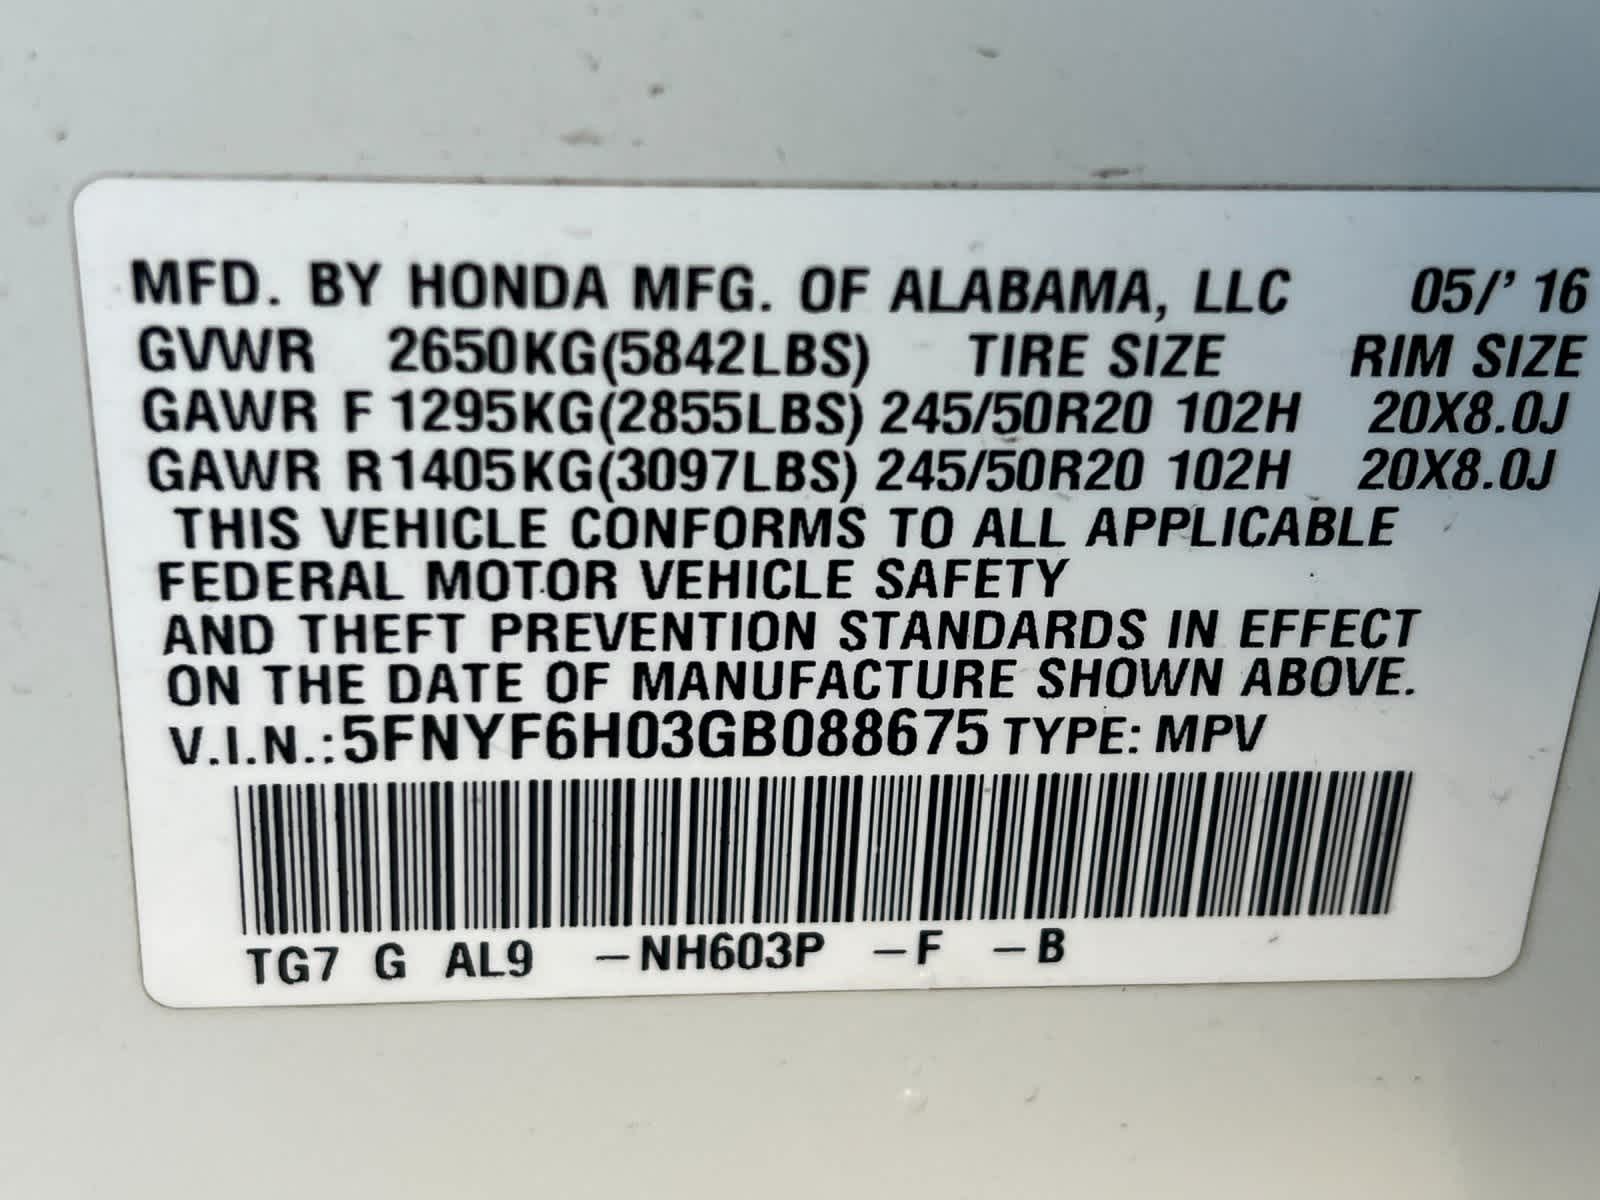 MFD. BY HONDA MFG. OF ALABAMA, LLC 05/'16
GVWR 2650KG(5842LBS) TIRE SIZE RIM SIZE
GAWR F 1295KG(2855LBS) 245/50R20 102H 20X8.0J
GAWR R 1405KG(3097LBS) 245/50R20 102H 20X8.0J
THIS VEHICLE CONFORMS TO ALL APPLICABLE
FEDERAL MOTOR VEHICLE SAFETY
AND THEFT PREVENTION STANDARDS IN EFFECT
ON THE DATE OF MANUFACTURE SHOWN ABOVE.
V.I.N.: 5FNYF6H03GB088675 TYPE: MPV
TG7 G AL9 –NH603P –F –B